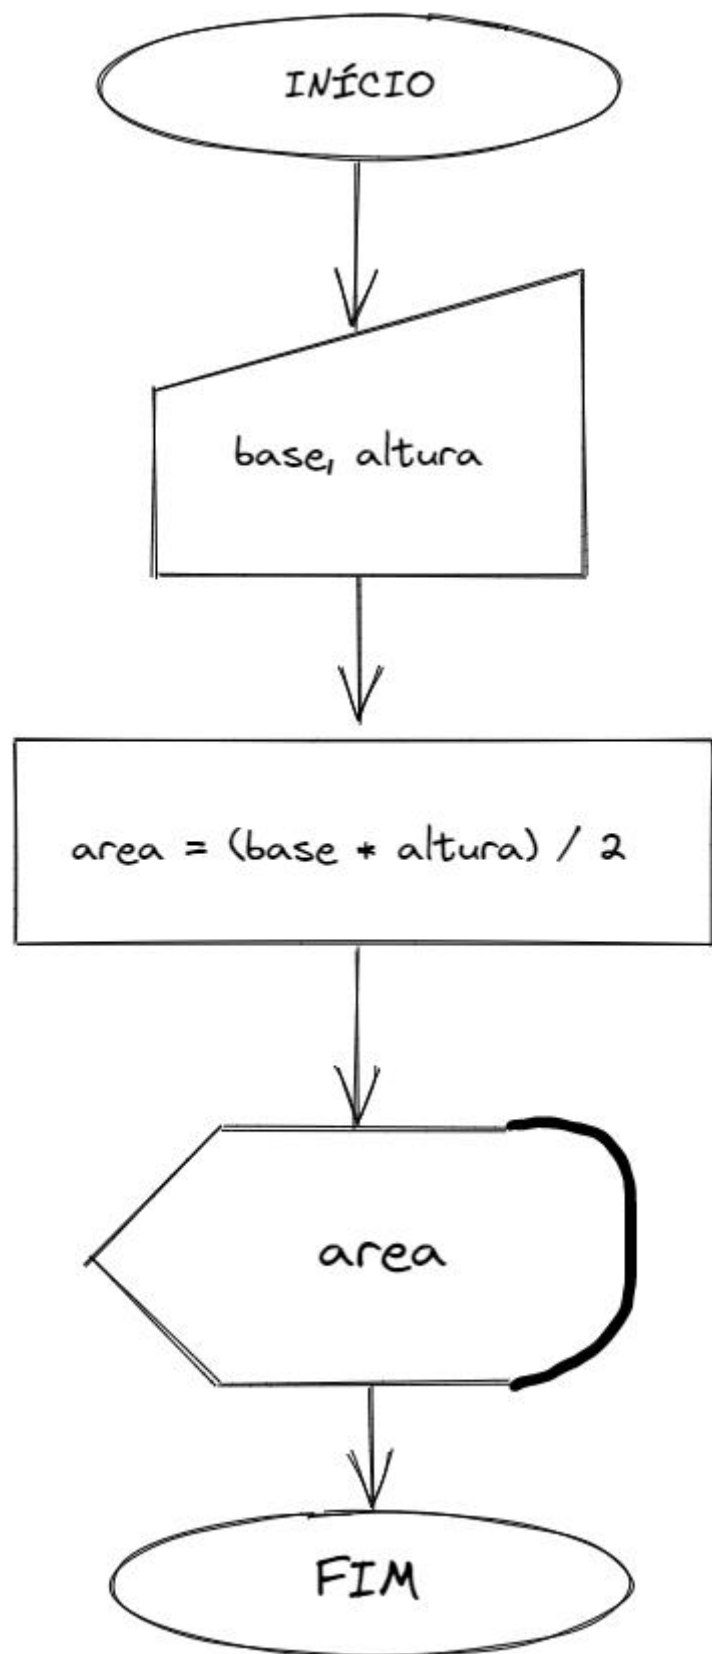 INÍCIO
base, altura
area = (base * altura) / 2
area
FIM